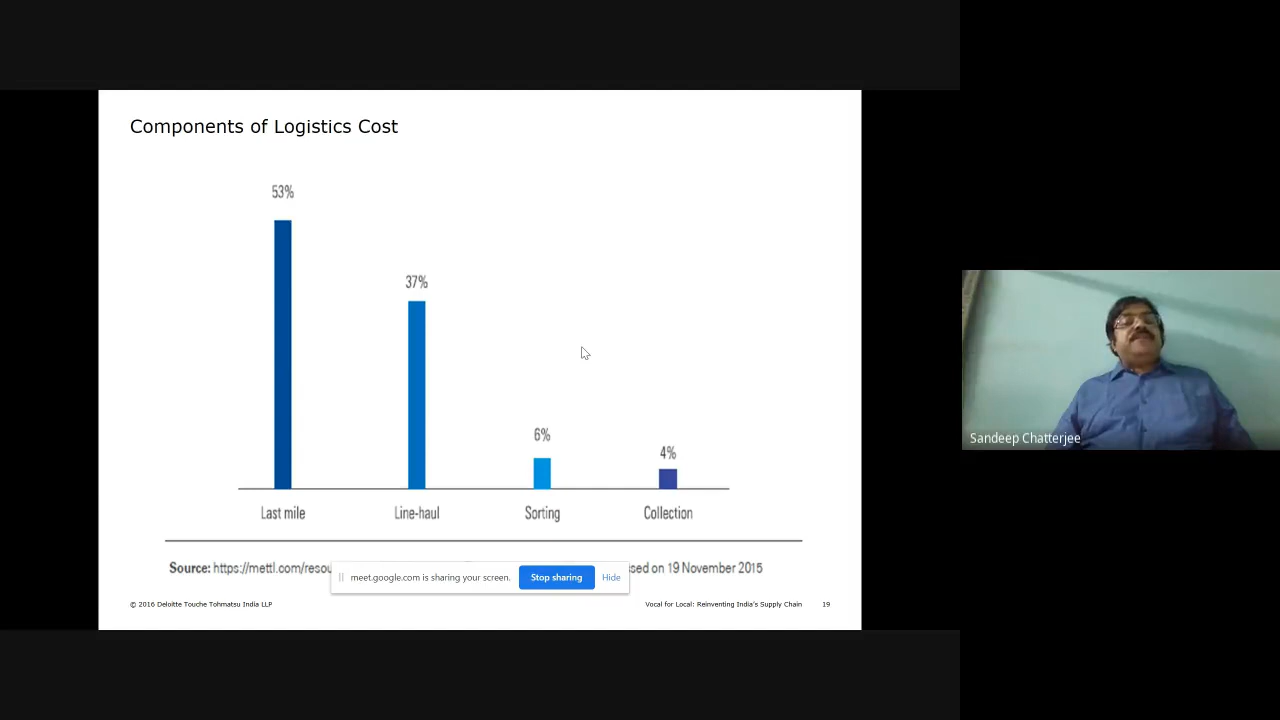 Components of Logistics Cost
53%
37%
6%
4%
Last mile
Line-haul
Sorting
Collection
Source: https://mettl.com/resou
sed on 19 November 2015
meet.google.com is sharing your screen.
Stop sharing
Hide
© 2016 Deloitte Touche Tohmatsu India LLP
Vocal for Local: Reinventing India's Supply Chain
19
Sandeep Chatterjee